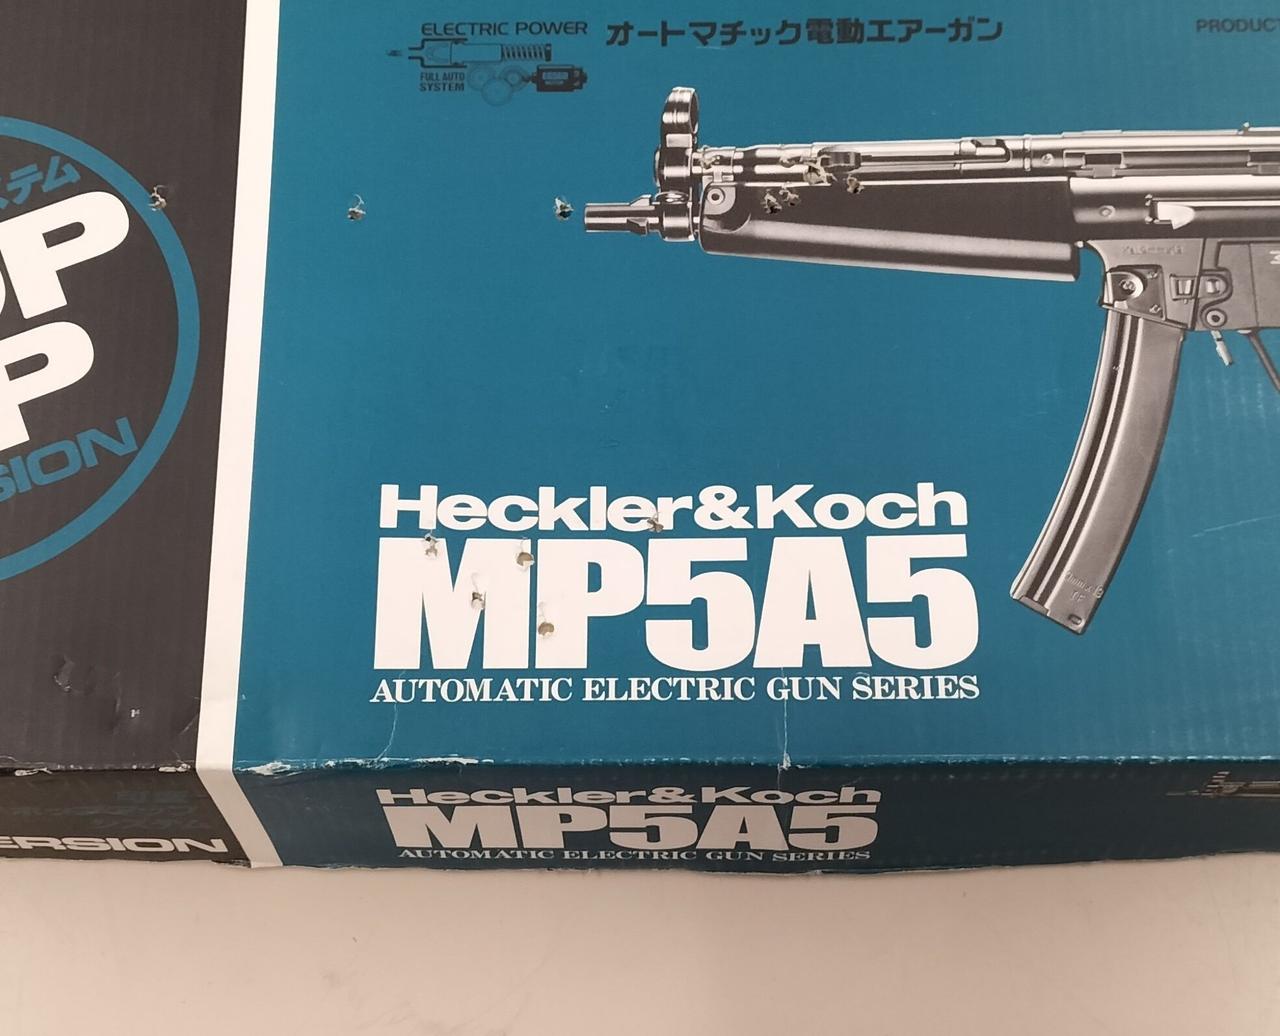 ELECTRIC POWER
FULL AUTO
SYSTEM
EG560
オートマチック電動エアーガン
PRODUC
ステム
OP
P
SION
Heckler&Koch
MP5A5
AUTOMATIC ELECTRIC GUN SERIES
ERSION
Heckler&Koch
MP5A5
AUTOMATIC ELECTRIC GUN SERIES